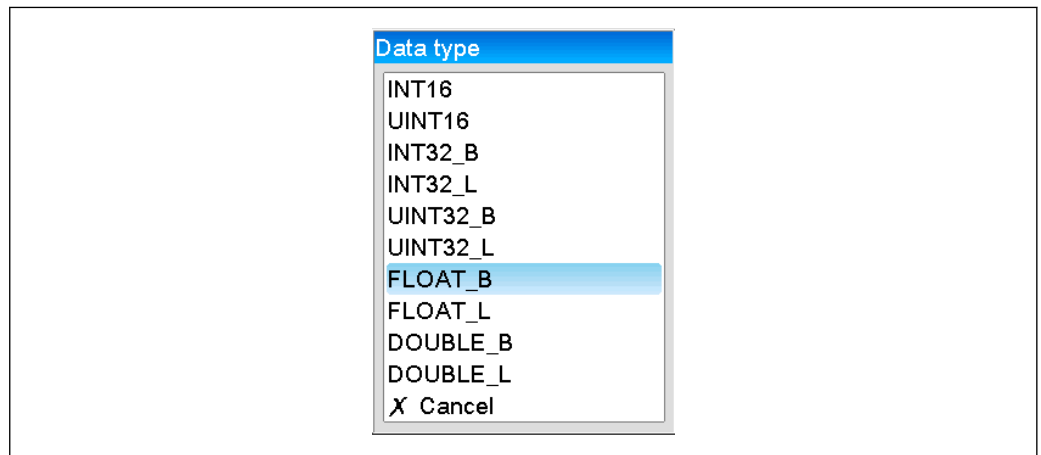 Data type
INT16
UINT16
INT32_B
INT32_L
UINT32_B
UINT32_L
FLOAT_B
FLOAT_L
DOUBLE_B
DOUBLE_L
X Cancel